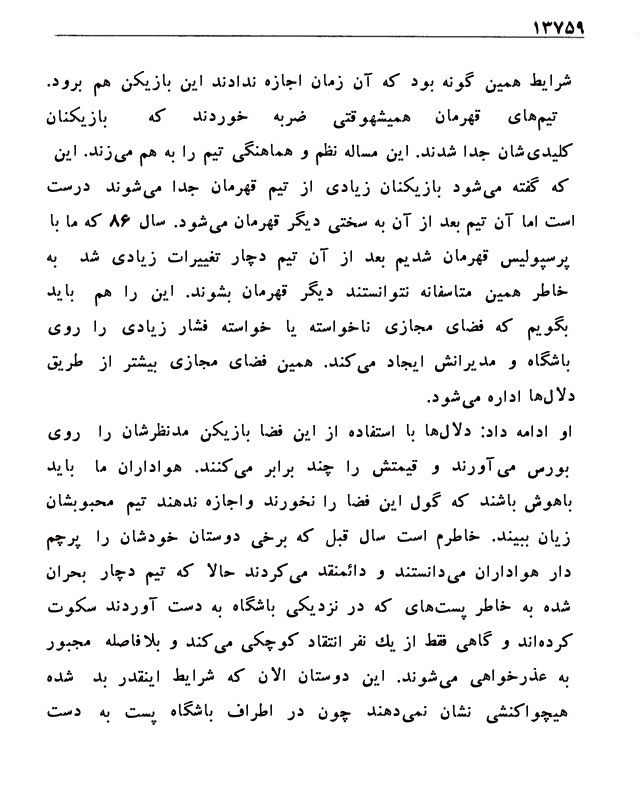 ۱۳۷۵۹
شرایط همین گونه بود که آن زمان اجازه ندادند این بازیکن هم برود.
تیم‌های قهرمان همیشهوقتی ضربه خوردند که بازیکنان
کلیدی‌شان جدا شدند. این مساله نظم و هماهنگی تیم را به هم می‌زند. این
که گفته می‌شود بازیکنان زیادی از تیم قهرمان جدا می‌شوند درست
است اما آن تیم بعد از آن به سختی دیگر قهرمان می‌شود. سال ۸۶ که ما با
پرسپولیس قهرمان شدیم بعد از آن تیم دچار تغییرات زیادی شد به
خاطر همین متاسفانه نتوانستند دیگر قهرمان بشوند. این را هم باید
بگویم که فضای مجازی ناخواسته یا خواسته فشار زیادی را روی
باشگاه و مدیرانش ایجاد می‌کند. همین فضای مجازی بیشتر از طریق
دلال‌ها اداره می‌شود.
او ادامه داد: دلال‌ها با استفاده از این فضا بازیکن مدنظرشان را روی
بورس می‌آورند و قیمتش را چند برابر می‌کنند. هواداران ما باید
باهوش باشند که گول این فضا را نخورند واجازه ندهند تیم محبوبشان
زیان ببیند. خاطرم است سال قبل که برخی دوستان خودشان را پرچم
دار هواداران می‌دانستند و دائمنقد می‌کردند حالا که تیم دچار بحران
شده به خاطر پست‌های که در نزدیکی باشگاه به دست آوردند سکوت
کرده‌اند و گاهی فقط از یك نفر انتقاد کوچکی می‌کند و بلافاصله مجبور
به عذرخواهی می‌شوند. این دوستان الان که شرایط اینقدر بد شده
هیچواکنشی نشان نمی‌دهند چون در اطراف باشگاه پست به دست